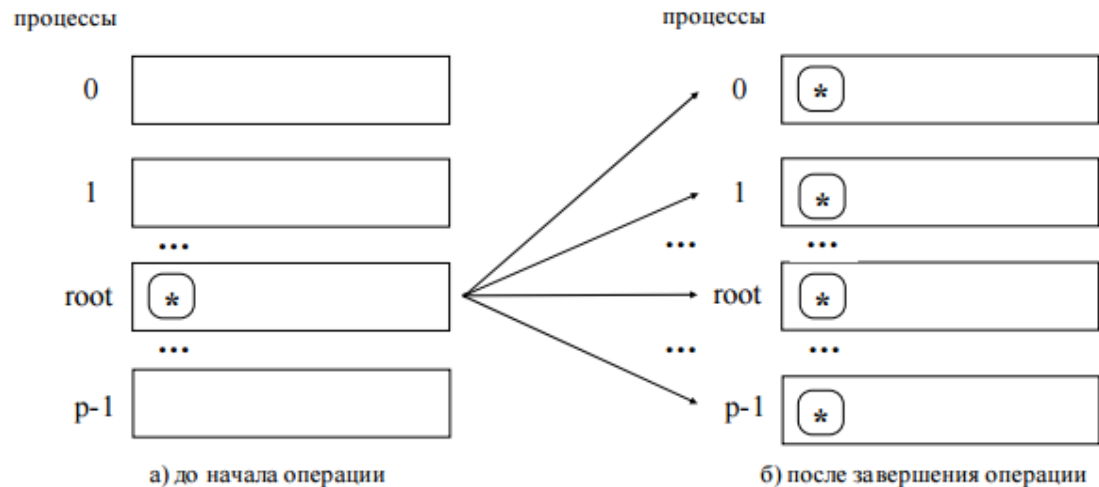 процессы
0
1
...
root
*
...
p-1
а) до начала операции
процессы
0
*
1
*
... ...
root
*
... ...
p-1
*
б) после завершения операции